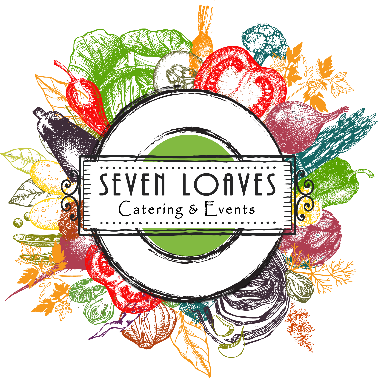 SEVEN LOAVES
Catering & Events